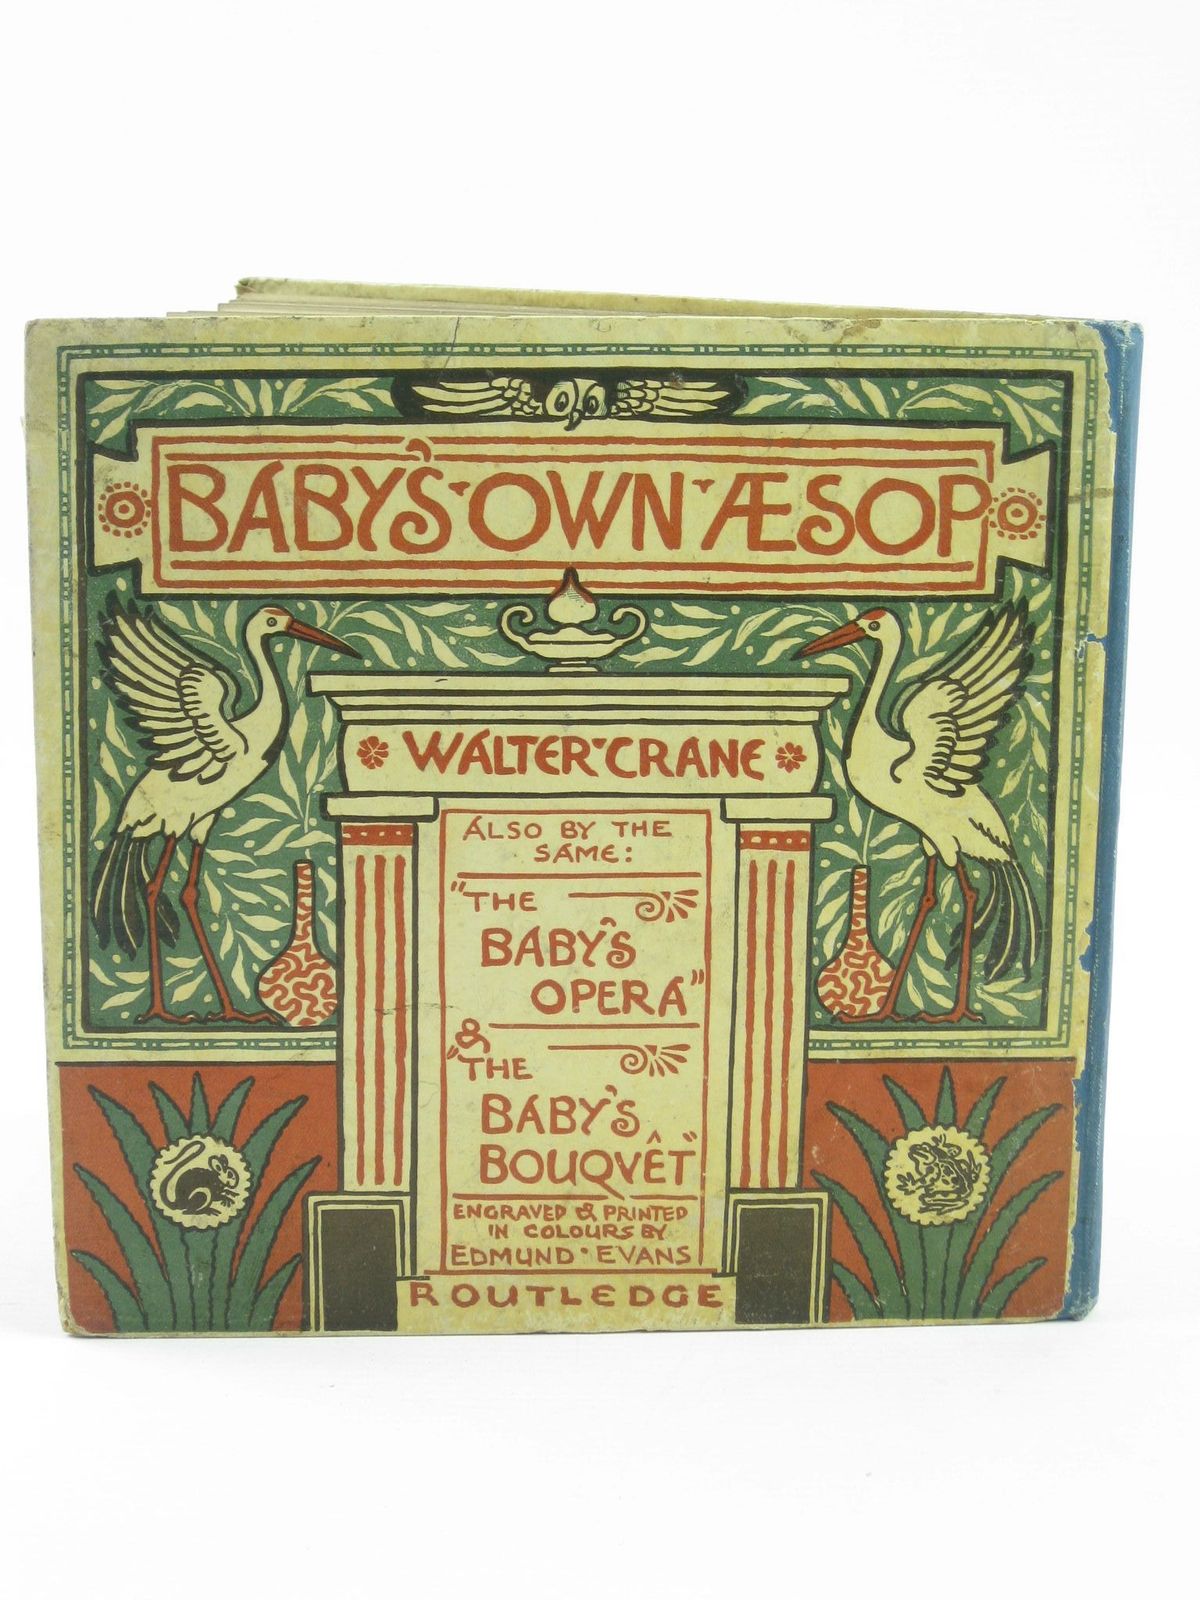 BABY'S · OWN · ÆSOP
WALTER · CRANE
ALSO BY THE
SAME:
"THE
BABY'S
OPERA"
&
"THE
BABY'S
BOUQVÊT"
ENGRAVED & PRINTED
IN COLOURS BY
EDMUND · EVANS
ROUTLEDGE